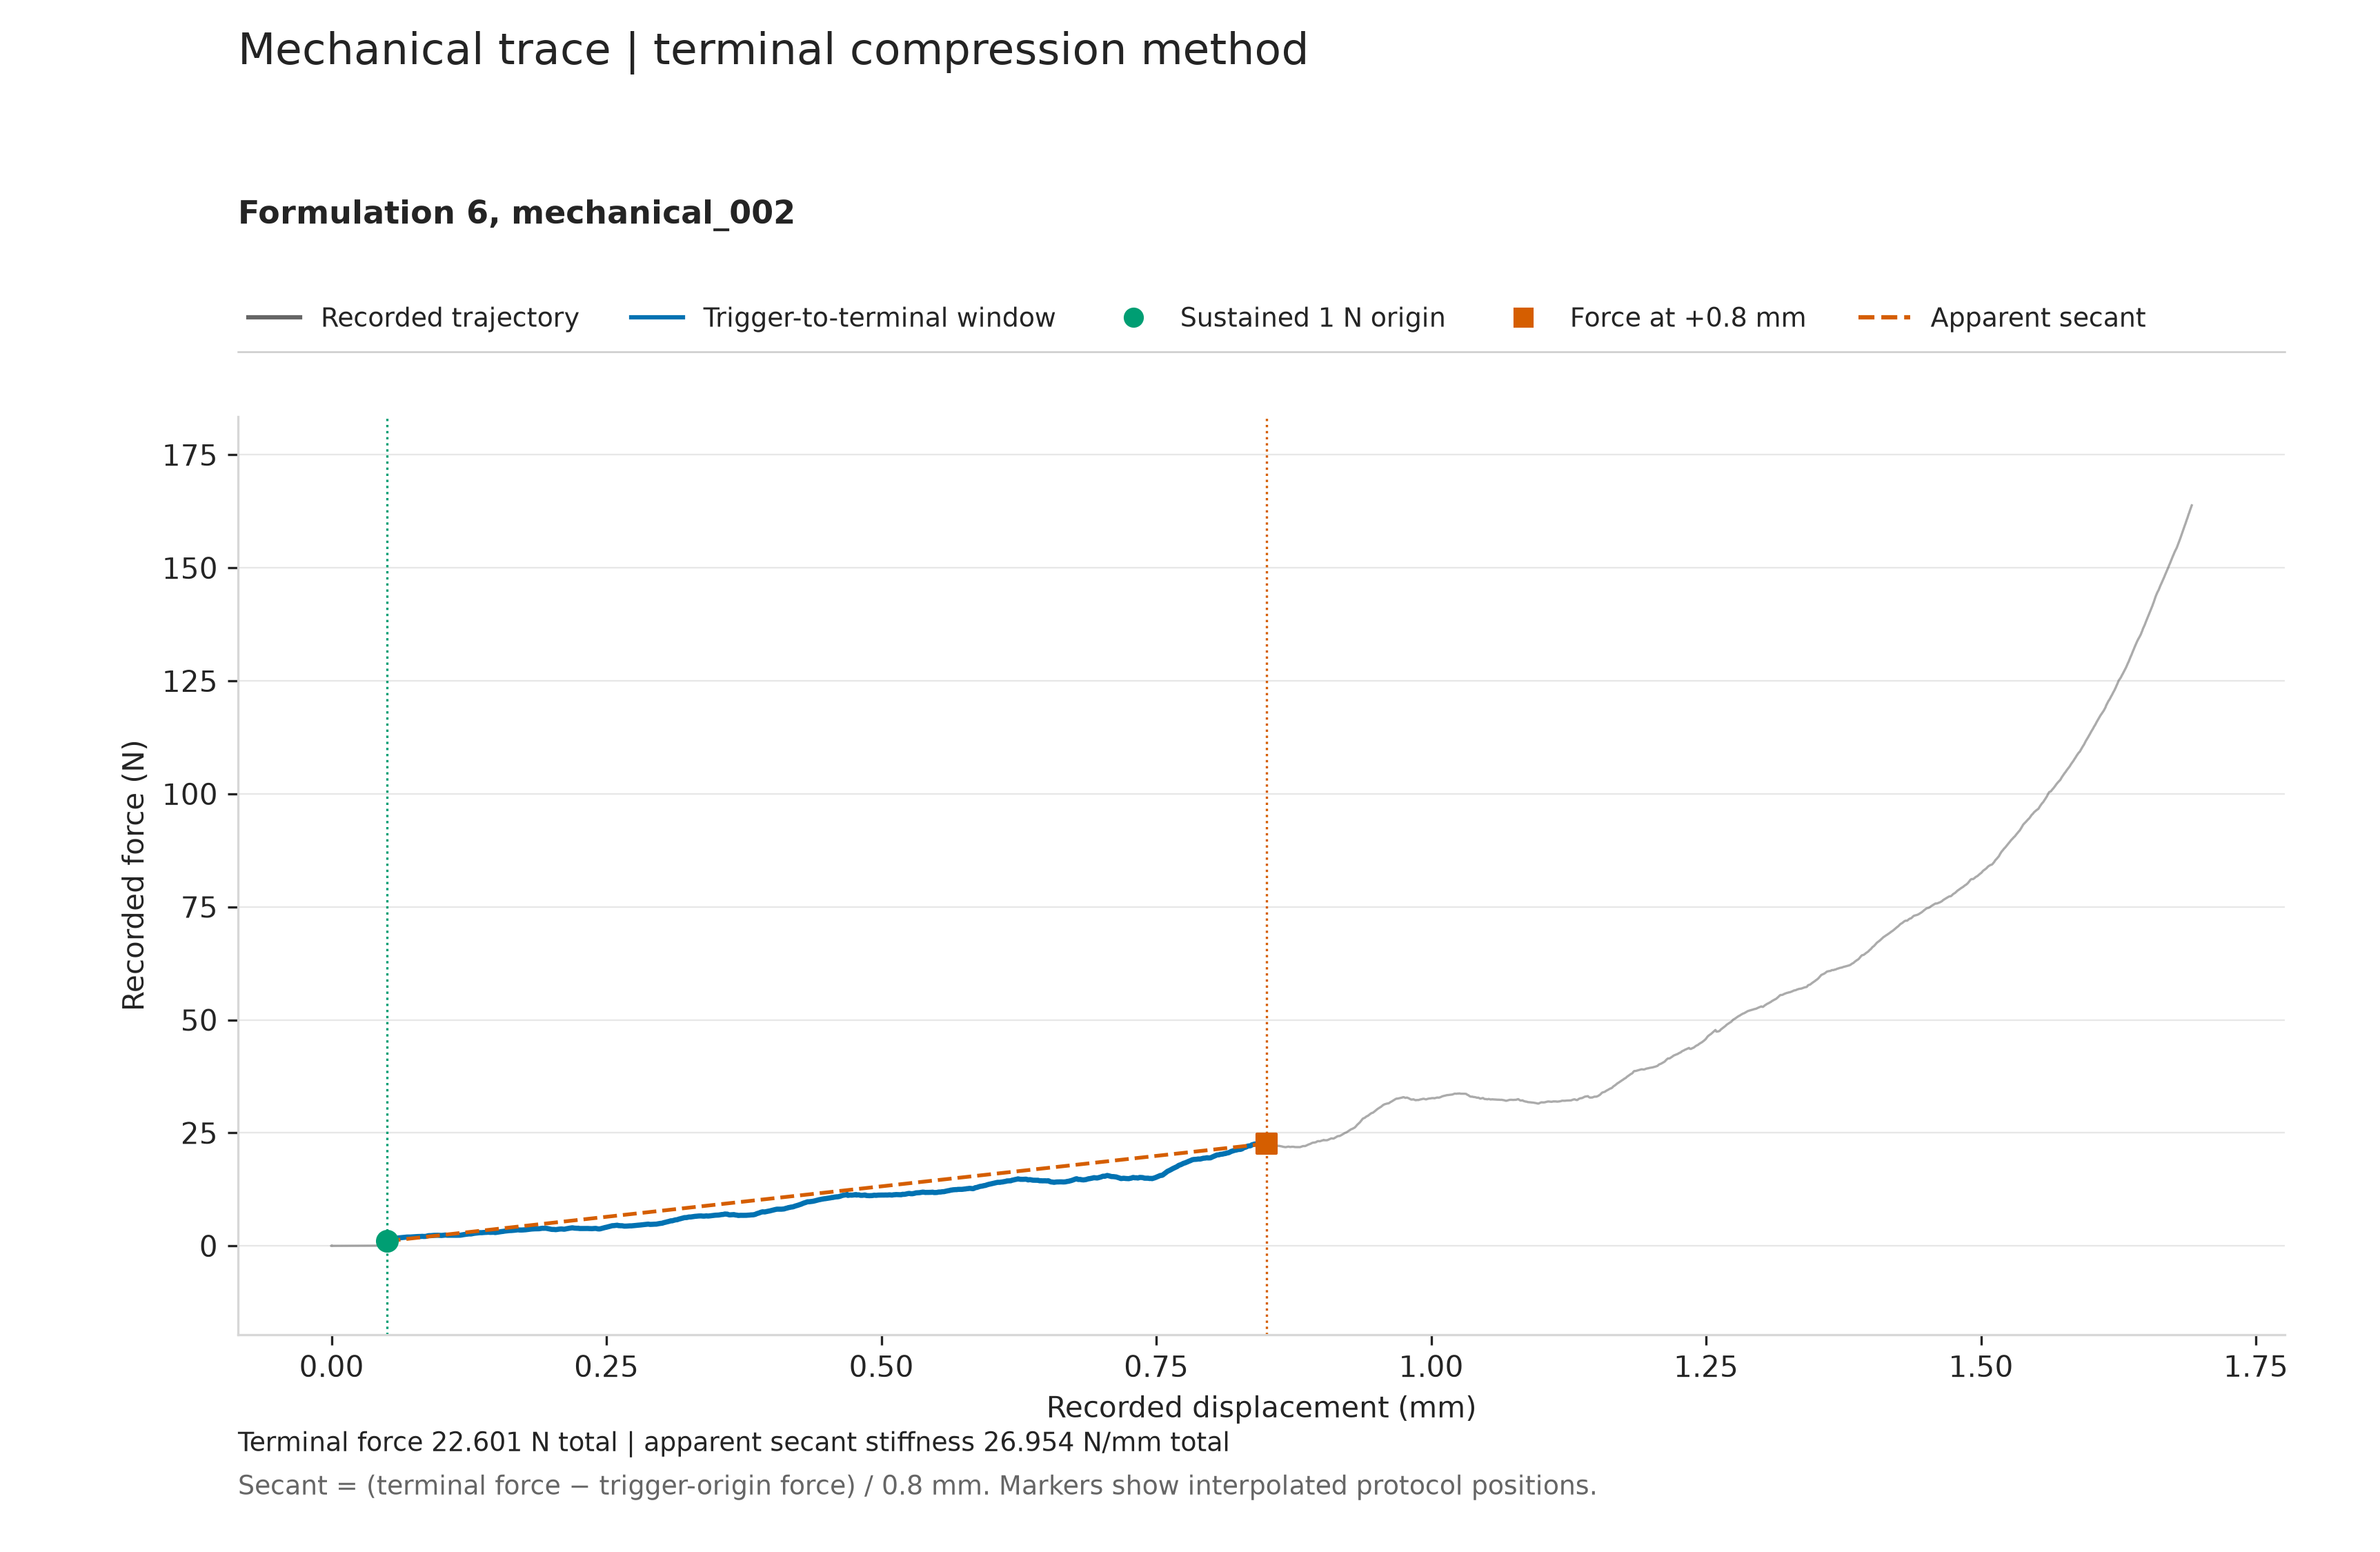 Mechanical trace | terminal compression method
Formulation 6, mechanical_002
Recorded trajectory
Trigger-to-terminal window
Sustained 1 N origin
Force at +0.8 mm
Apparent secant
175
150
125
100
75
50
25
0
Recorded force (N)
0.00
0.25
0.50
0.75
1.00
1.25
1.50
1.75
Recorded displacement (mm)
Terminal force 22.601 N total | apparent secant stiffness 26.954 N/mm total
Secant = (terminal force − trigger-origin force) / 0.8 mm. Markers show interpolated protocol positions.